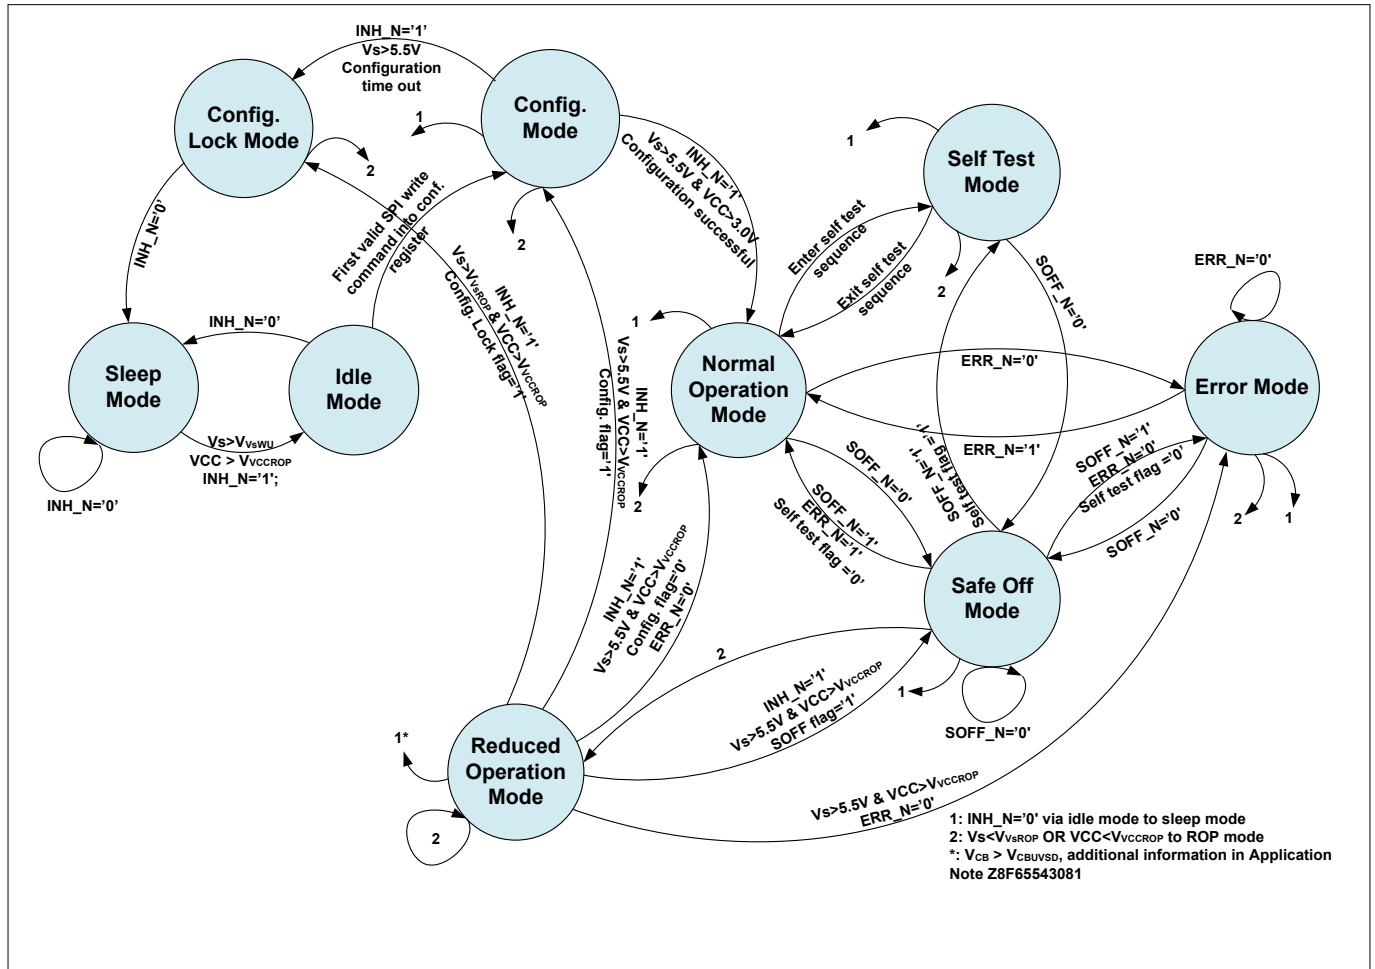 INH_N='1'
Vs>5.5V
Configuration
time out
Config.
Lock Mode
2
INH_N='0'
1
Config.
Mode
2
INH_N='1'
Vs>5.5V & VCC>3.0V
Configuration successful
First valid SPI write
command into conf.
register
1
Self Test
Mode
2
Enter self test
sequence
Exit self test
sequence
SOFF_N='0'
ERR_N='0'
INH_N='0'
Sleep
Mode
Idle
Mode
Vs>VVsWU
VCC > VVCCROP
INH_N='1';
INH_N='0'
INH_N='1'
Vs>VVsROP & VCC>VVCCROP
Config. Lock flag='1'
INH_N='1'
Vs>5.5V & VCC>VVCCROP
Config. flag='1'
1
Normal
Operation
Mode
2
ERR_N='0'
ERR_N='1'
Error Mode
2
1
SOFF_N='0'
SOFF_N='1'
ERR_N='1'
Self test flag ='0'
SOFF_N='1'
Self test flag ='1'
SOFF_N='1'
ERR_N='0'
Self test flag ='0'
SOFF_N='0'
INH_N='1'
Vs>5.5V & VCC>VVCCROP
Config. flag='0'
ERR_N='0'
Safe Off
Mode
1
SOFF_N='0'
2
INH_N='1'
Vs>5.5V & VCC>VVCCROP
SOFF flag='1'
1*
Reduced
Operation
Mode
2
Vs>5.5V & VCC>VVCCROP
ERR_N='0'
1: INH_N='0' via idle mode to sleep mode
2: Vs<VVsROP OR VCC<VVCCROP to ROP mode
*: VCB > VCBUVSD, additional information in Application
Note Z8F65543081